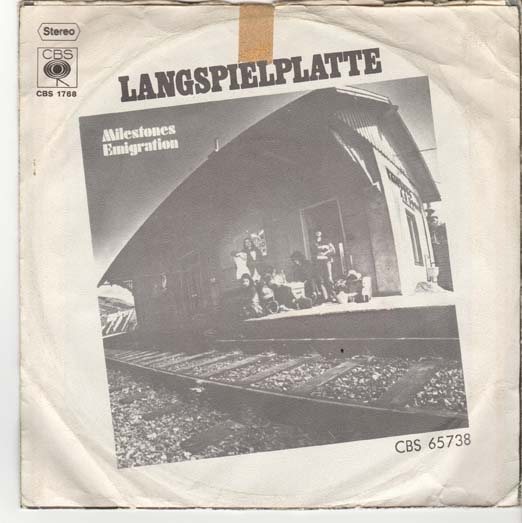 Stereo
CBS
CBS 1768
LANGSPIELPLATTE
Milestones
Emigration
CBS 65738